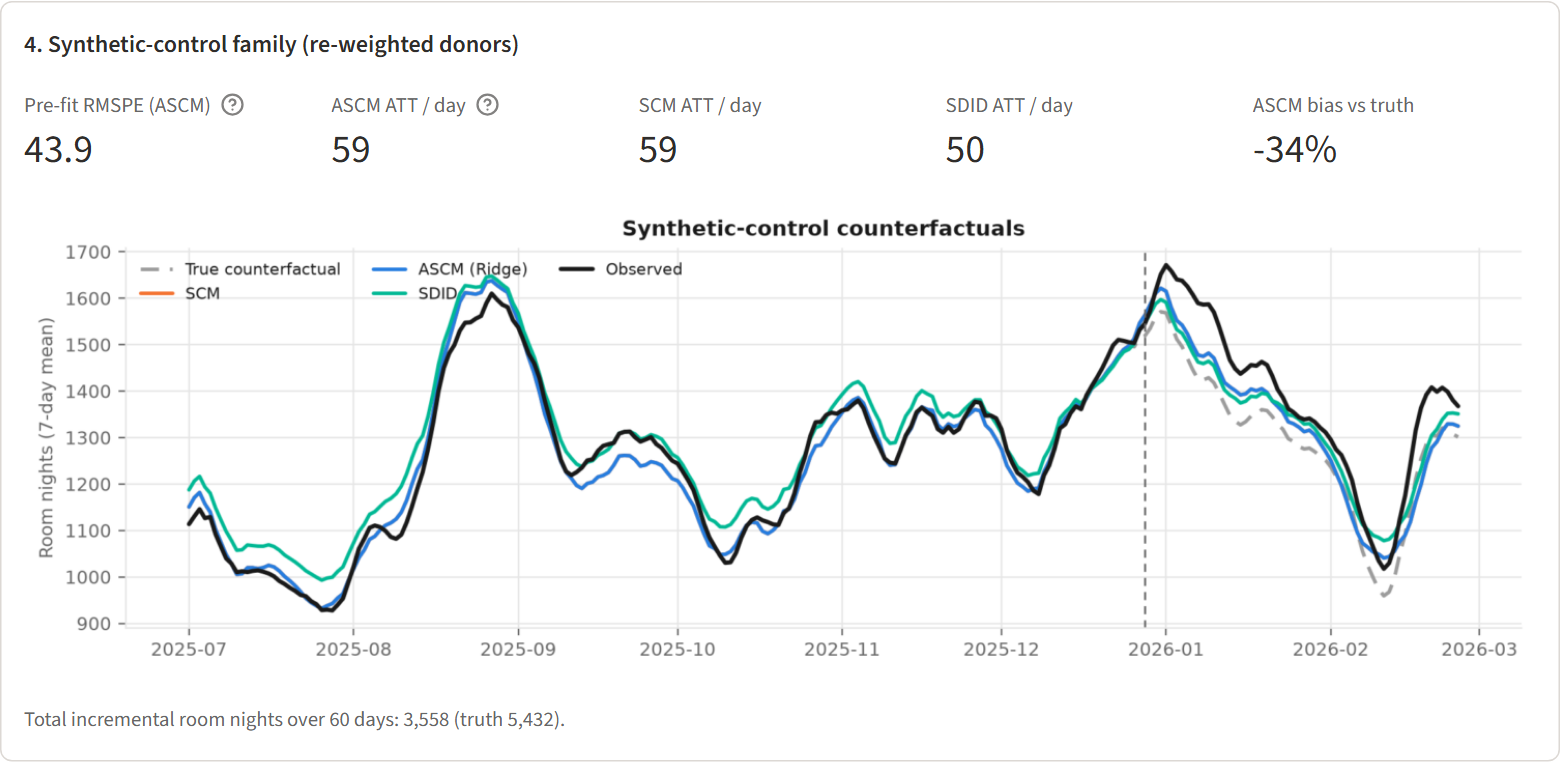 4. Synthetic-control family (re-weighted donors)
Pre-fit RMSPE (ASCM) ?
43.9
ASCM ATT / day ?
59
SCM ATT / day
59
SDID ATT / day
50
ASCM bias vs truth
-34%
Synthetic-control counterfactuals
True counterfactual
SCM
ASCM (Ridge)
SDID
Observed
Room nights (7-day mean)
1700
1600
1500
1400
1300
1200
1100
1000
900
2025-07 2025-08 2025-09 2025-10 2025-11 2025-12 2026-01 2026-02 2026-03
Total incremental room nights over 60 days: 3,558 (truth 5,432).